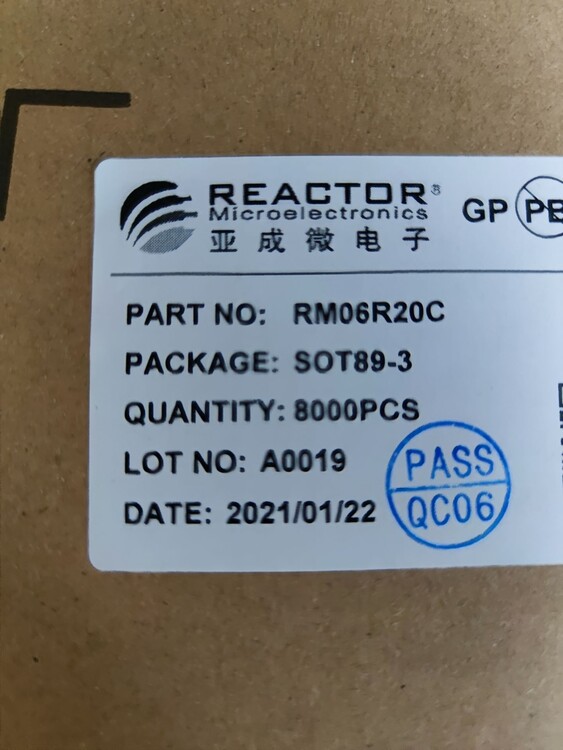 REACTOR®
Microelectronics
亚成微电子
GP PB
PART NO: RM06R20C
PACKAGE: SOT89-3
QUANTITY: 8000PCS
LOT NO: A0019
DATE: 2021/01/22
PASS
QC06